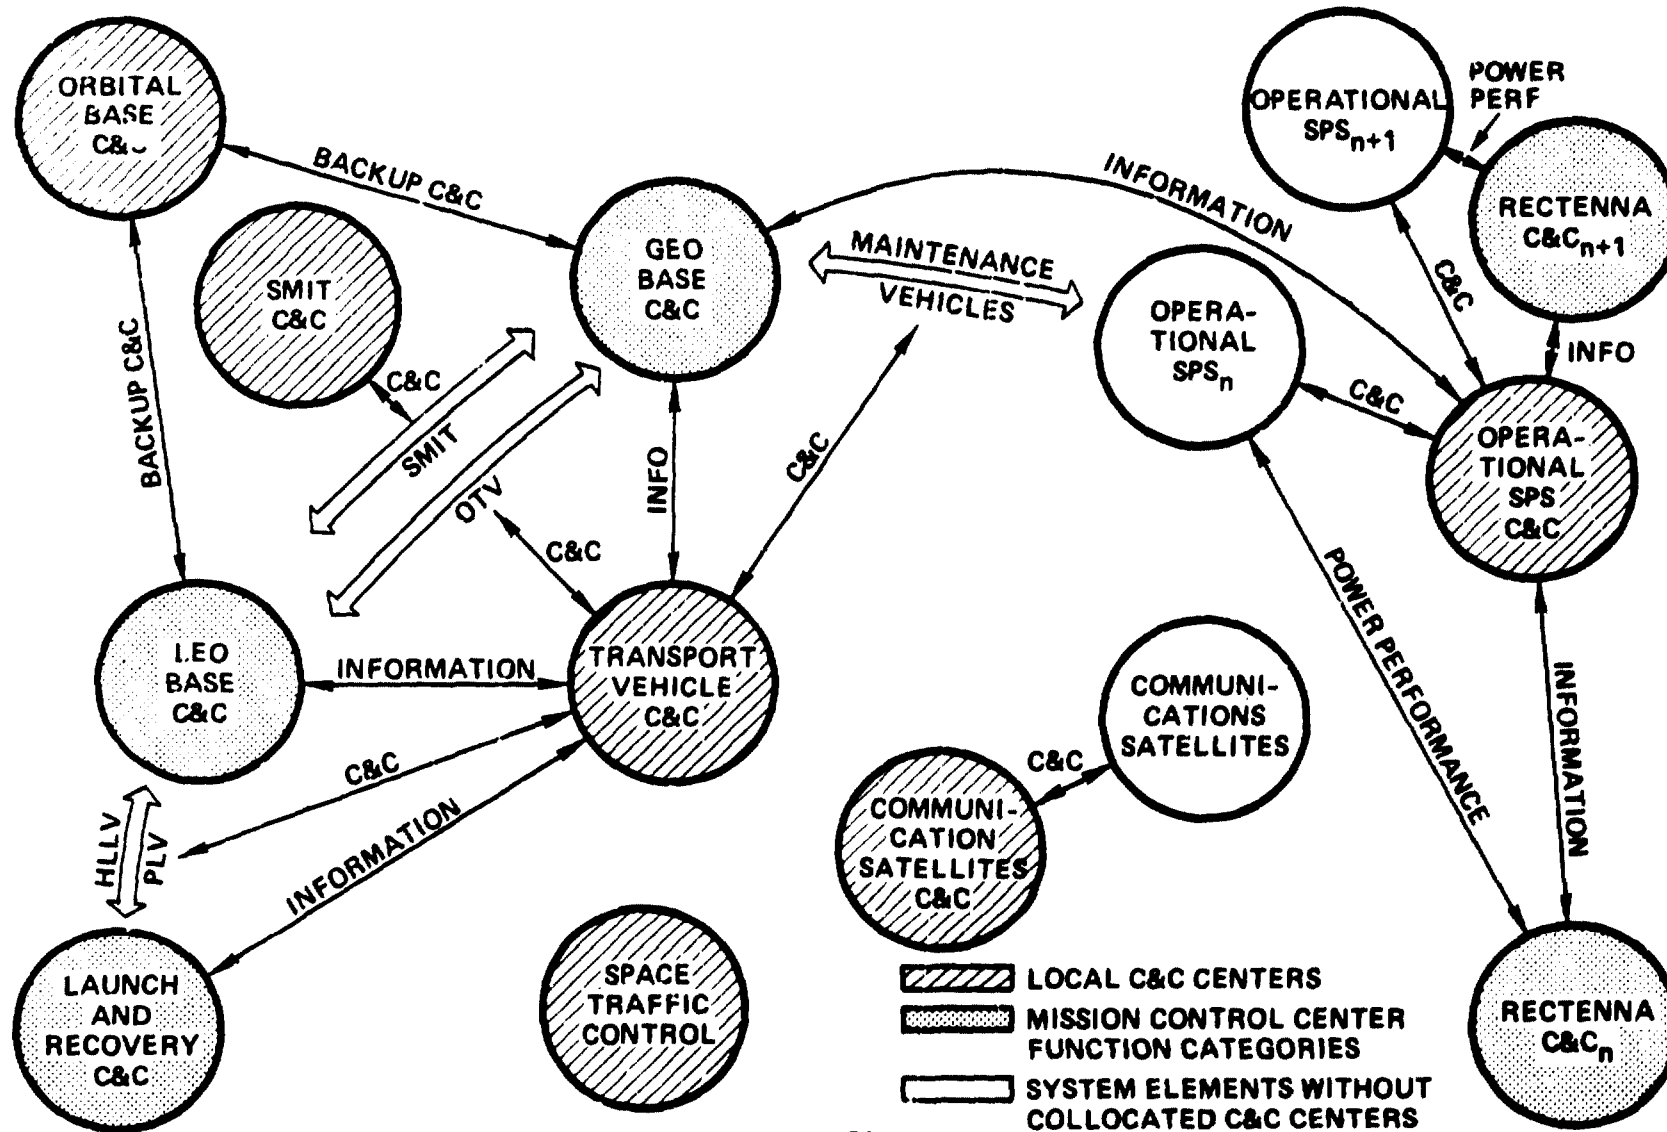 ORBITAL
BASE
BACKUP C&C
SMIT
C&C
C&C
SMIT
OTV
C&C
BACKUP C&C
GEO
BASE
C&C
INFO
INFORMATION
MAINTENANCE
VEHICLES
C&C
OPERATIONAL
SPSn+1
POWER
PERF
RECTENNA
C&Cn+1
C&C
INFO
OPERA-
TIONAL
SPSn
C&C
OPERA-
TIONAL
SPS
C&C
POWER PERFORMANCE
INFORMATION
LEO
BASE
C&C
INFORMATION
TRANSPORT
VEHICLE
C&C
C&C
INFORMATION
HLLV
PLV
LAUNCH
AND
RECOVERY
C&C
SPACE
TRAFFIC
CONTROL
COMMUNI-
CATION
SATELLITES
C&C
C&C
COMMUNI-
CATIONS
SATELLITES
RECTENNA
C&Cn
LOCAL C&C CENTERS
MISSION CONTROL CENTER
FUNCTION CATEGORIES
SYSTEM ELEMENTS WITHOUT
COLLOCATED C&C CENTERS